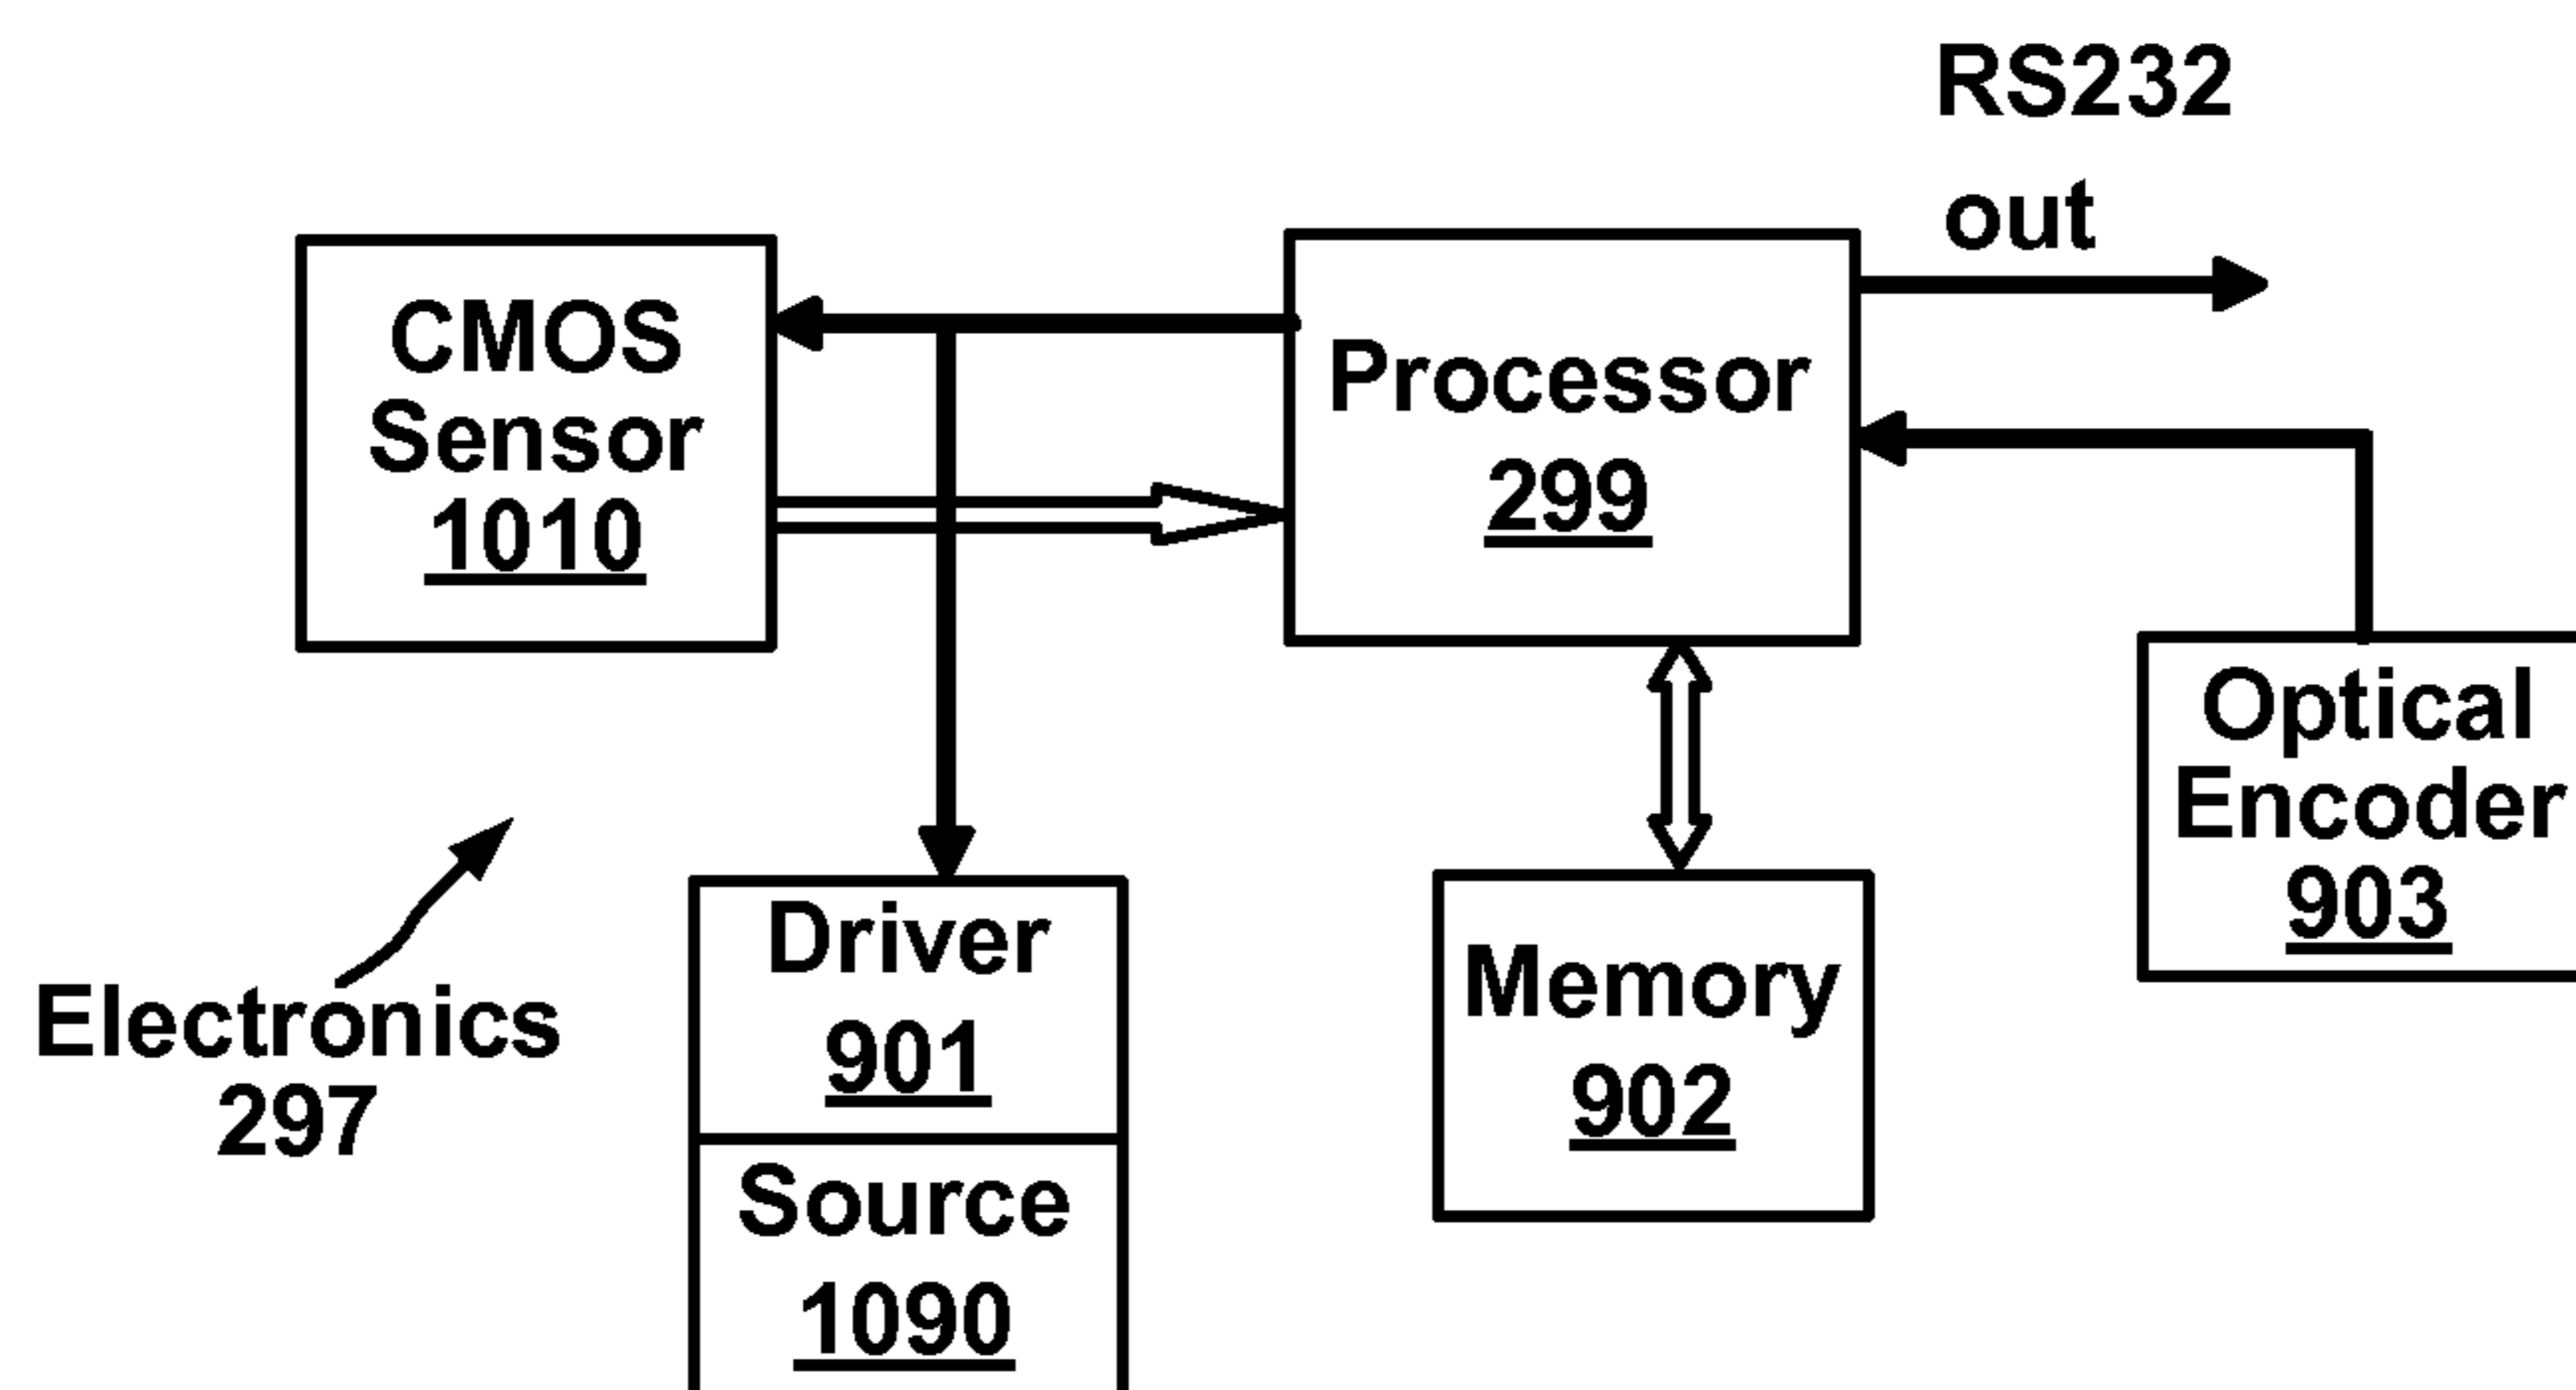 RS232
out
CMOS
Sensor
1010
Processor
299
Optical
Encoder
903
Driver
901
Memory
902
Electronics
297
Source
1090